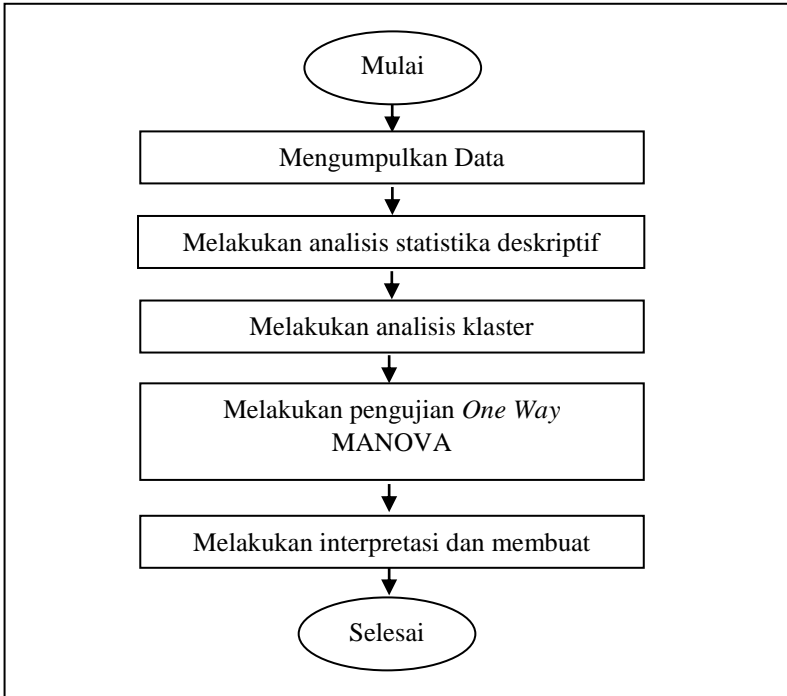 Mulai
Mengumpulkan Data
Melakukan analisis statistika deskriptif
Melakukan analisis klaster
Melakukan pengujian One Way
MANOVA
Melakukan interpretasi dan membuat
Selesai